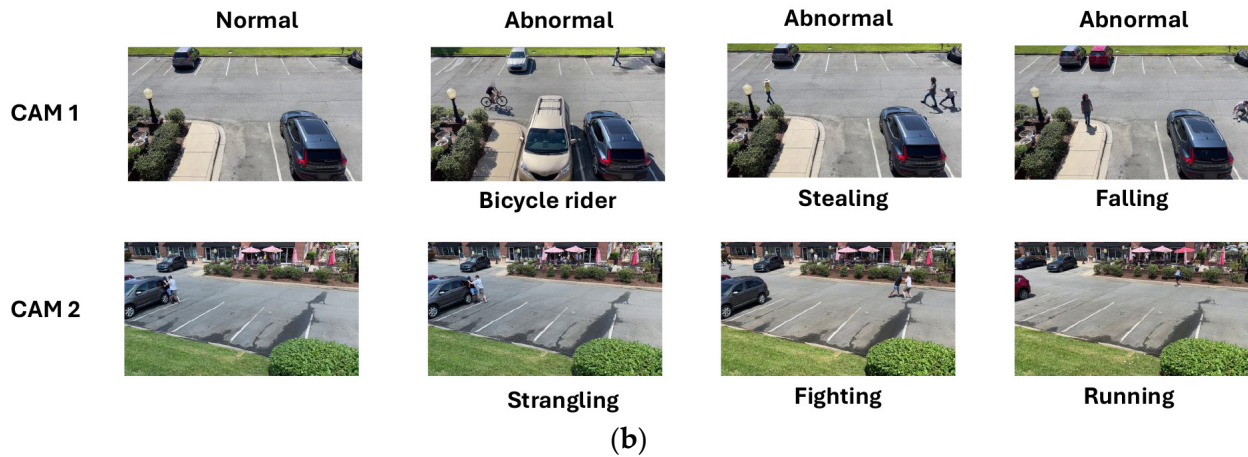 Normal Abnormal Abnormal Abnormal
CAM 1
Bicycle rider Stealing Falling
CAM 2
Strangling Fighting Running
(b)